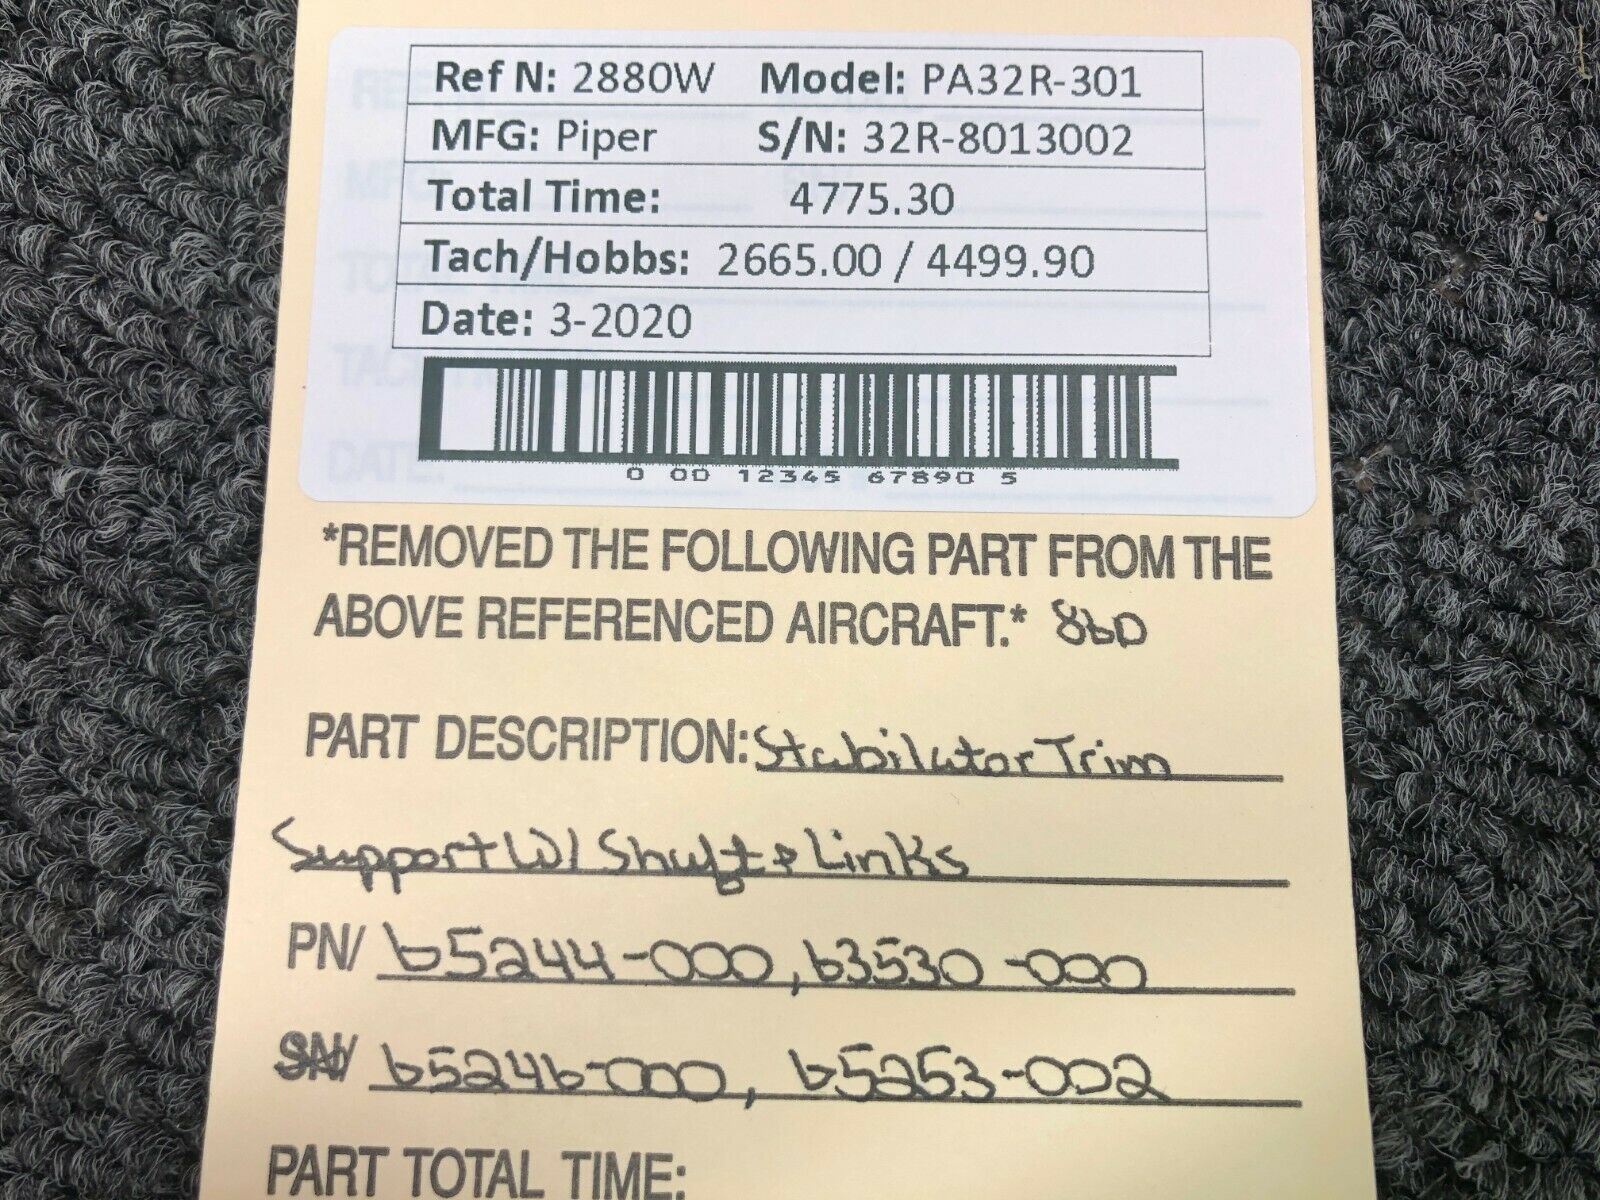 Ref N: 2880W Model: PA32R-301
MFG: Piper S/N: 32R-8013002
Total Time: 4775.30
Tach/Hobbs: 2665.00 / 4499.90
Date: 3-2020
0 00 12345 67890 5
*REMOVED THE FOLLOWING PART FROM THE
ABOVE REFERENCED AIRCRAFT.*
PART DESCRIPTION: Stabilator Trim
Support W/ Shaft & Links
PN/ 65244-000, 63530-000
SN/ 65246-000, 65253-002
PART TOTAL TIME: